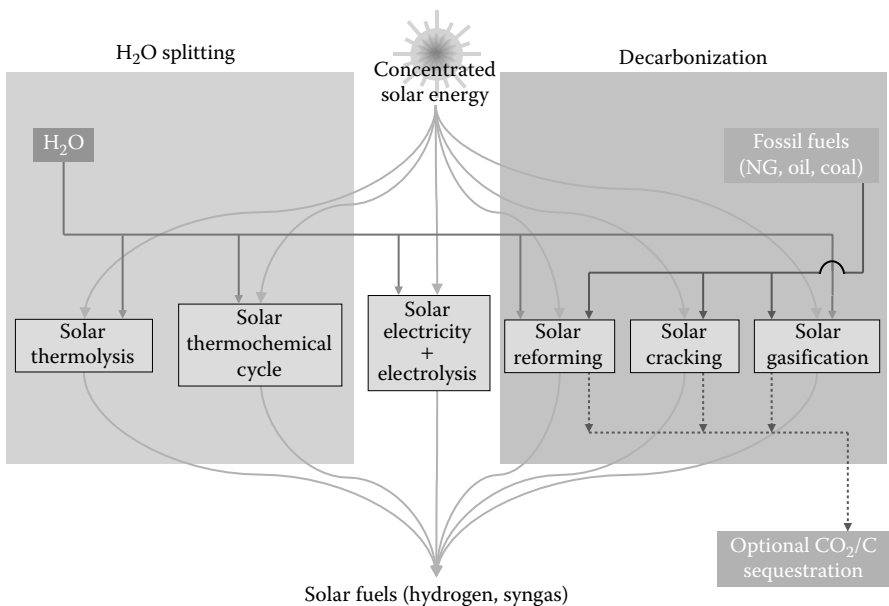 H₂O splitting
Concentrated
solar energy
Decarbonization
H₂O
Fossil fuels
(NG, oil, coal)
Solar
thermolysis
Solar
thermochemical
cycle
Solar
electricity
+
electrolysis
Solar
reforming
Solar
cracking
Solar
gasification
Optional CO₂/C
sequestration
Solar fuels (hydrogen, syngas)